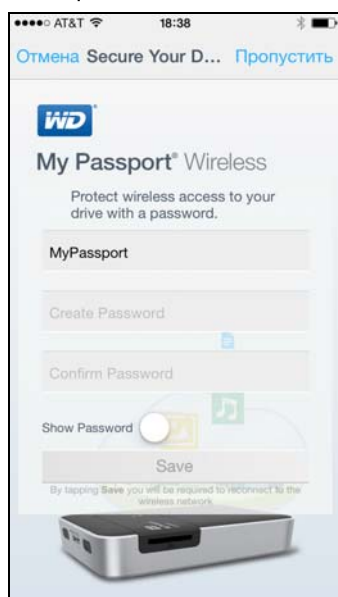 AT&T 18:38
Отмена Secure Your D... Пропустить
WD
My Passport® Wireless
Protect wireless access to your
drive with a password.
MyPassport
Create Password
Confirm Password
Show Password
Save
By tapping Save you will be required to reconnect to the
wireless network